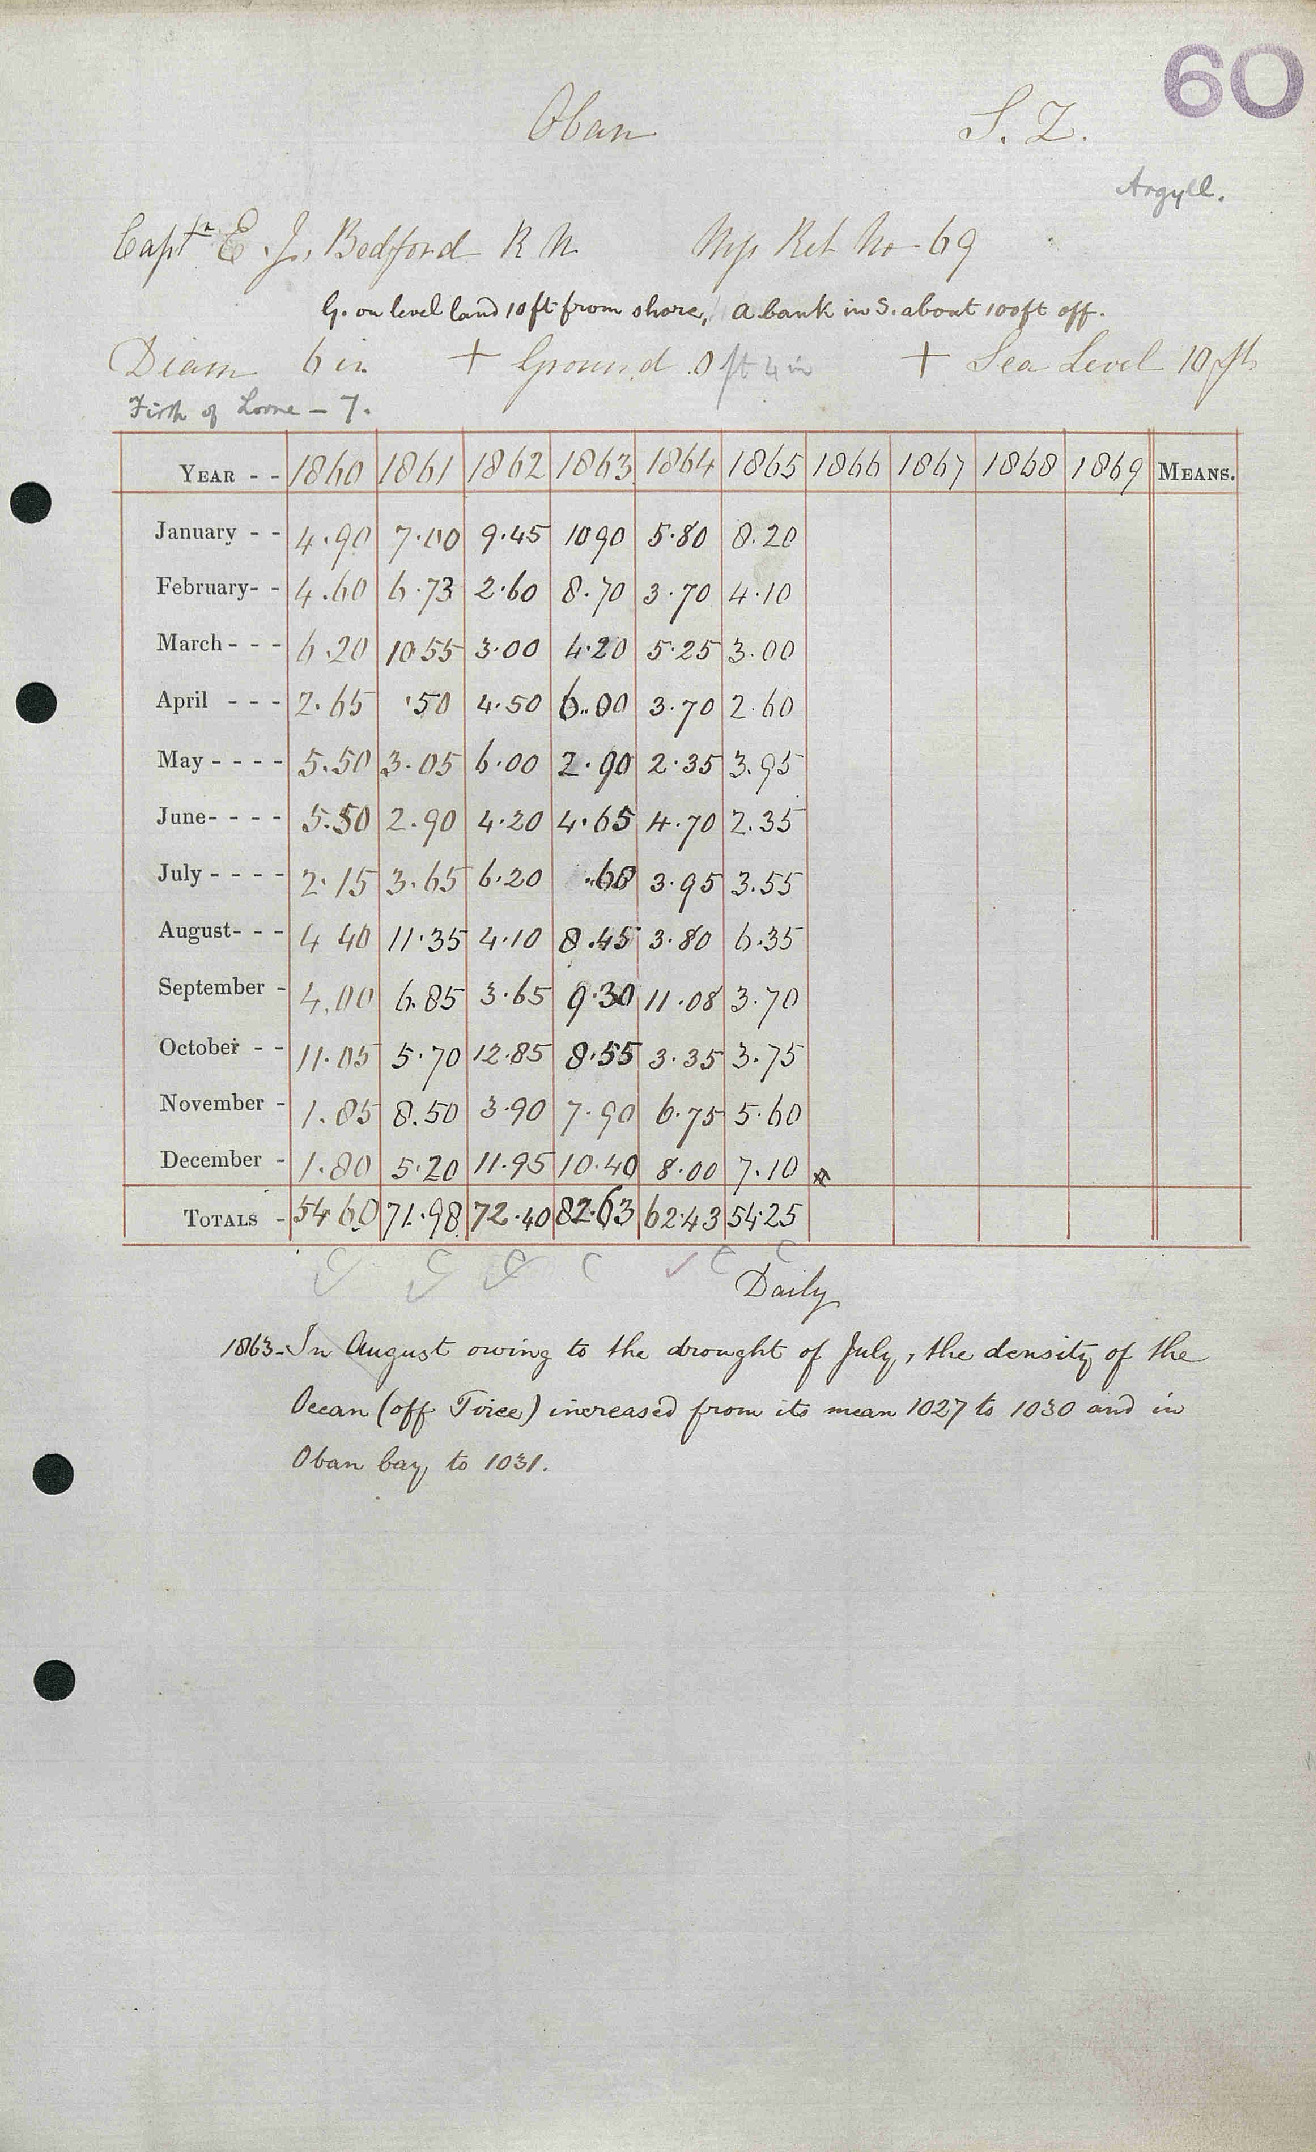 60
Oban S. Z.
Argyll.
Captn E. J. Bedford R N Mp Ret No 69
G. on level land 10ft from shore, a bank in S. about 100ft off.
Diam 6 in + Ground 0 ft 4 in + Sea Level 10 ft
Firth of Lorne - 7.
YEAR - - 1860 1861 1862 1863 1864 1865 1866 1867 1868 1869 MEANS.
January - - 4.90 7.00 9.45 10 90 5.80 8.20
February- - 4.60 6.73 2.60 8.70 3.70 4.10
March - - - 6.20 10 55 3.00 4.20 5.25 3.00
April - - - 2.65 .50 4.50 6.00 3.70 2.60
May - - - - 5.50 3.05 6.00 2.90 2.35 3.95
June- - - - 5.50 2.90 4.20 4.65 4.70 2.35
July - - - - 2.15 3.65 6.20 .68 3.95 3.55
August- - - 4 40 11.35 4.10 8.45 3.80 6.35
September - 4.00 6.85 3.65 9.30 11.08 3.70
October - - 11.05 5.70 12.85 8.55 3.35 3.75
November - 1.85 8.50 3.90 7.90 6.75 5.60
December - 1.80 5.20 11.95 10.40 8.00 7.10
TOTALS - 54 60 71.98 72.40 82.63 62.43 54.25
C C C C C C
Daily
1863- In August owing to the drought of July, the density of the
Ocean (off Tiree) increased from its mean 1027 to 1030 and in
Oban bay, to 1031.